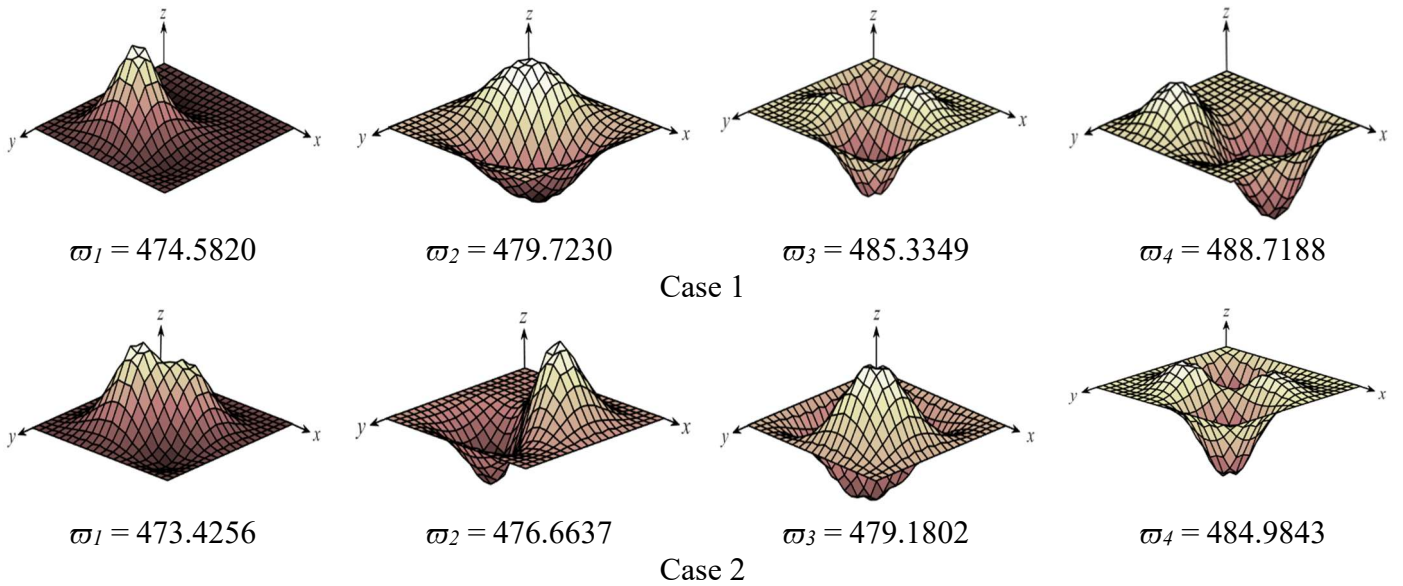 z z z z
y x y x y x y x
ϖ1 = 474.5820 ϖ2 = 479.7230 ϖ3 = 485.3349 ϖ4 = 488.7188
Case 1
z z z z
y x y x y x y x
ϖ1 = 473.4256 ϖ2 = 476.6637 ϖ3 = 479.1802 ϖ4 = 484.9843
Case 2